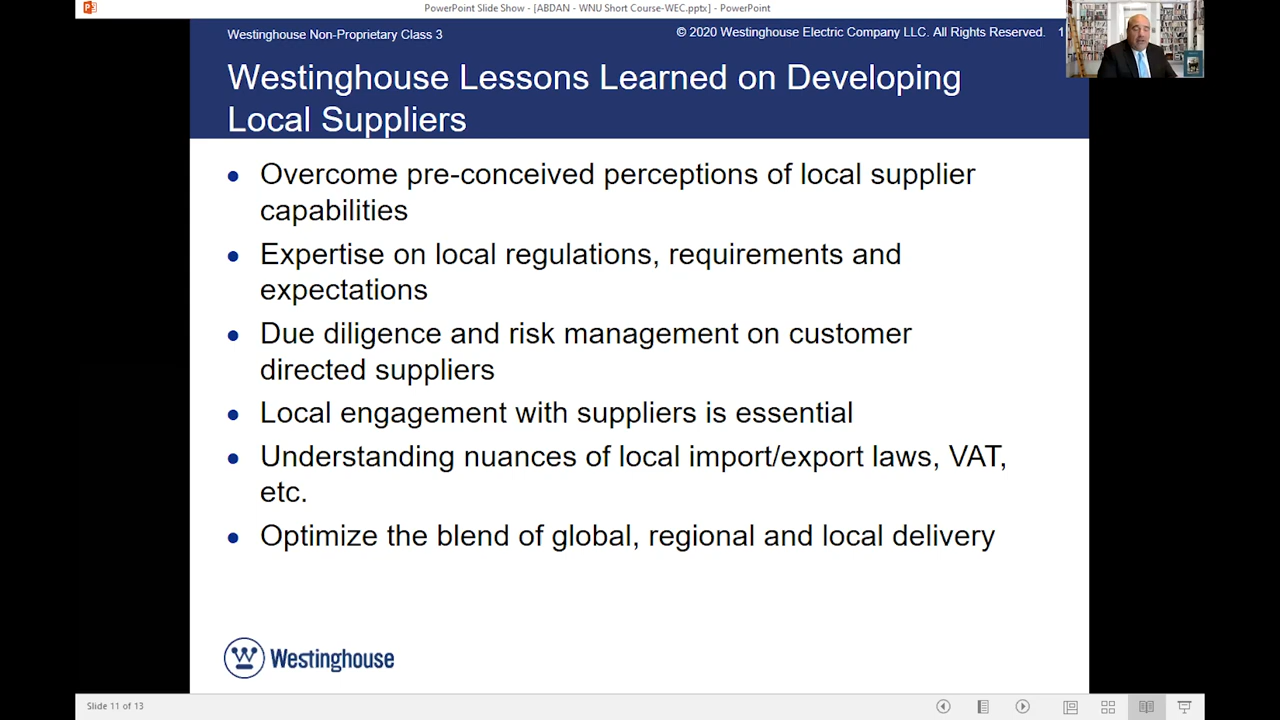 PowerPoint Slide Show - [ABDAN - WNU Short Course-WEC.pptx] - PowerPoint
Westinghouse Non-Proprietary Class 3
© 2020 Westinghouse Electric Company LLC. All Rights Reserved.
Westinghouse Lessons Learned on Developing
Local Suppliers
• Overcome pre-conceived perceptions of local supplier
capabilities
• Expertise on local regulations, requirements and
expectations
• Due diligence and risk management on customer
directed suppliers
• Local engagement with suppliers is essential
• Understanding nuances of local import/export laws, VAT,
etc.
• Optimize the blend of global, regional and local delivery
Westinghouse
Slide 11 of 13